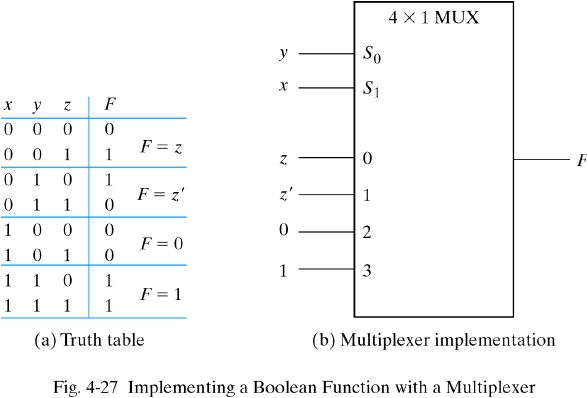 4 × 1 MUX
y S0
x S1
z 0
z′ 1
0 2
1 3
F
x y z F
0 0 0 0
0 0 1 1
F = z
0 1 0 1
0 1 1 0
F = z′
1 0 0 0
1 0 1 0
F = 0
1 1 0 1
1 1 1 1
F = 1
(a) Truth table
(b) Multiplexer implementation
Fig. 4-27 Implementing a Boolean Function with a Multiplexer